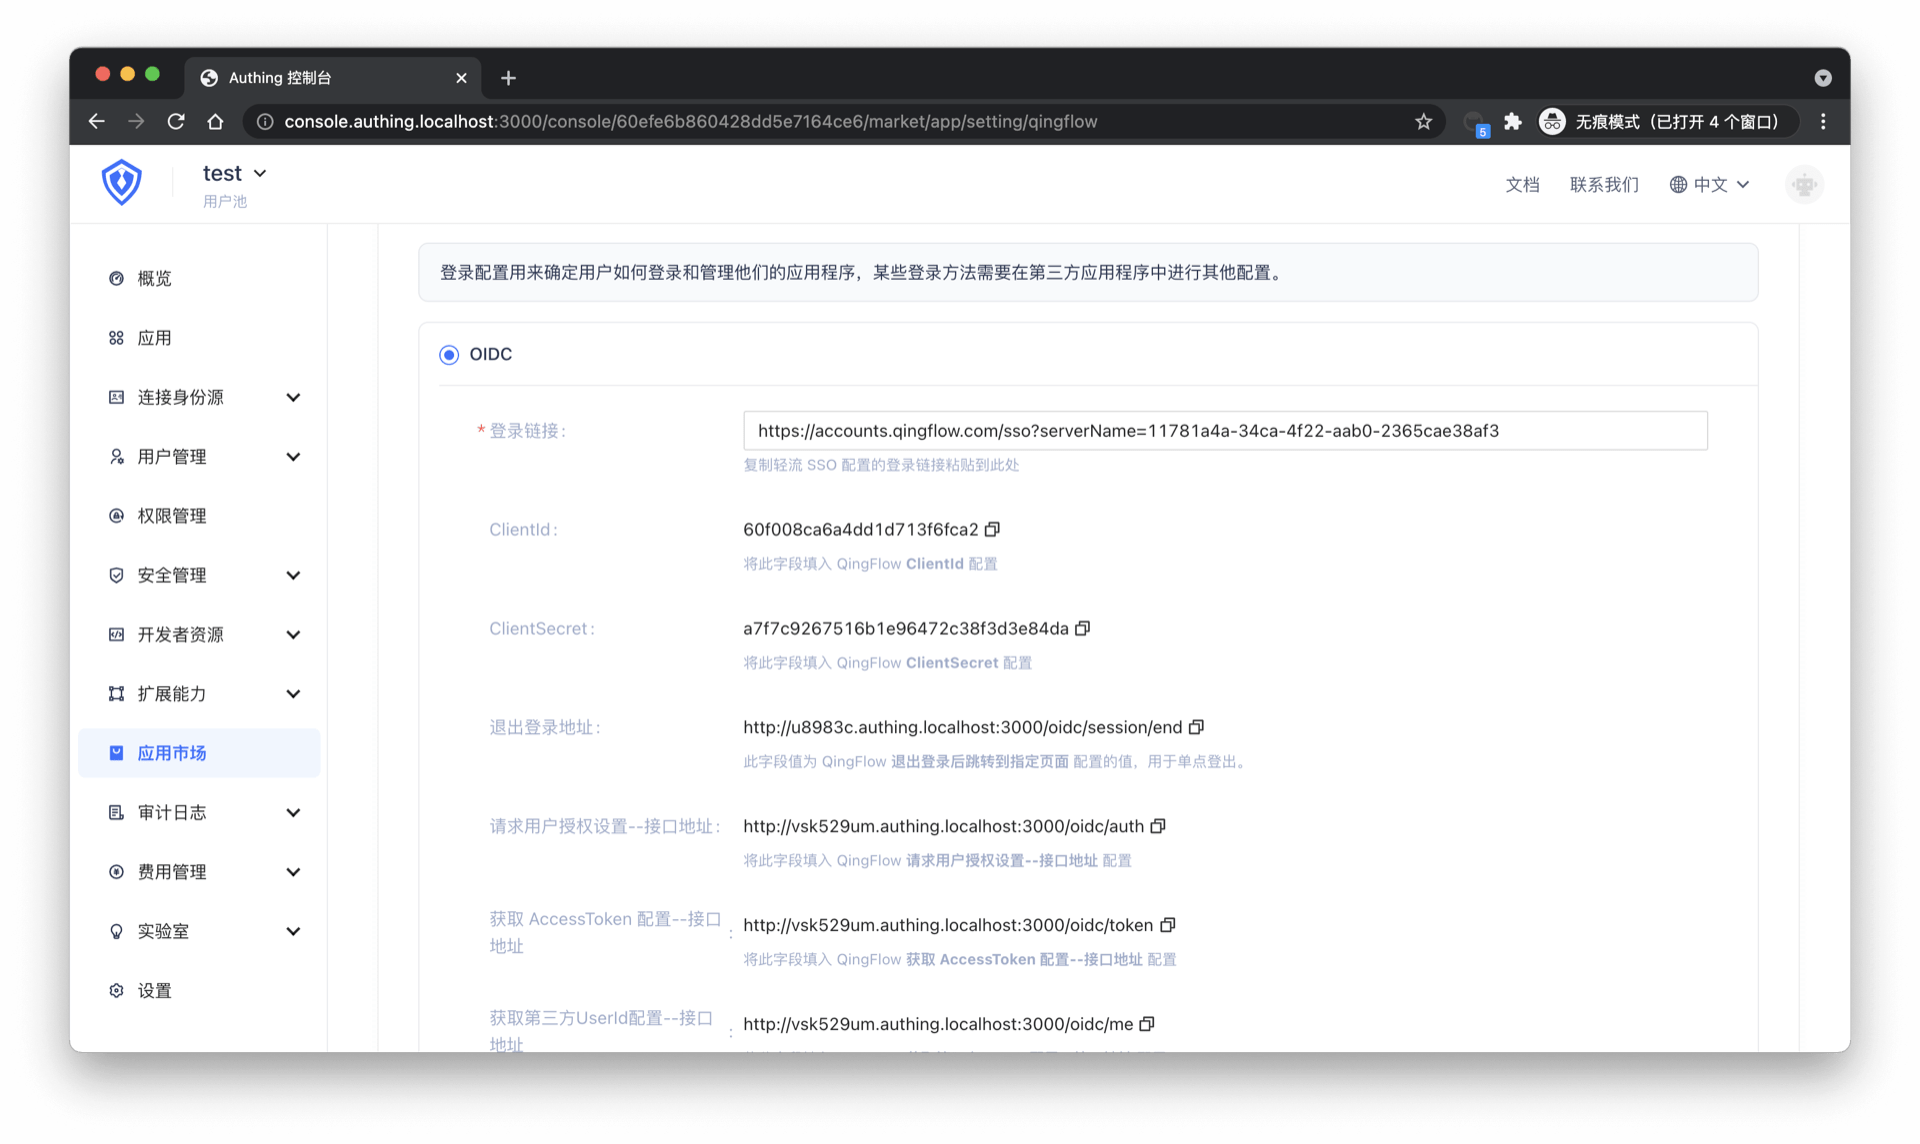 Authing 控制台
console.authing.localhost:3000/console/60efe6b860428dd5e7164ce6/market/app/setting/qingflow
5
无痕模式（已打开 4 个窗口）
test
用户池
文档
联系我们
中文
概览
应用
连接身份源
用户管理
权限管理
安全管理
开发者资源
扩展能力
应用市场
审计日志
费用管理
实验室
设置
登录配置用来确定用户如何登录和管理他们的应用程序，某些登录方法需要在第三方应用程序中进行其他配置。
OIDC
* 登录链接：
https://accounts.qingflow.com/sso?serverName=11781a4a-34ca-4f22-aab0-2365cae38af3
复制轻流 SSO 配置的登录链接粘贴到此处
ClientId：
60f008ca6a4dd1d713f6fca2
将此字段填入 QingFlow ClientId 配置
ClientSecret：
a7f7c9267516b1e96472c38f3d3e84da
将此字段填入 QingFlow ClientSecret 配置
退出登录地址：
http://u8983c.authing.localhost:3000/oidc/session/end
此字段值为 QingFlow 退出登录后跳转到指定页面 配置的值，用于单点登出。
请求用户授权设置--接口地址：
http://vsk529um.authing.localhost:3000/oidc/auth
将此字段填入 QingFlow 请求用户授权设置--接口地址 配置
获取 AccessToken 配置--接口
地址：
http://vsk529um.authing.localhost:3000/oidc/token
将此字段填入 QingFlow 获取 AccessToken 配置--接口地址 配置
获取第三方UserId配置--接口
地址：
http://vsk529um.authing.localhost:3000/oidc/me